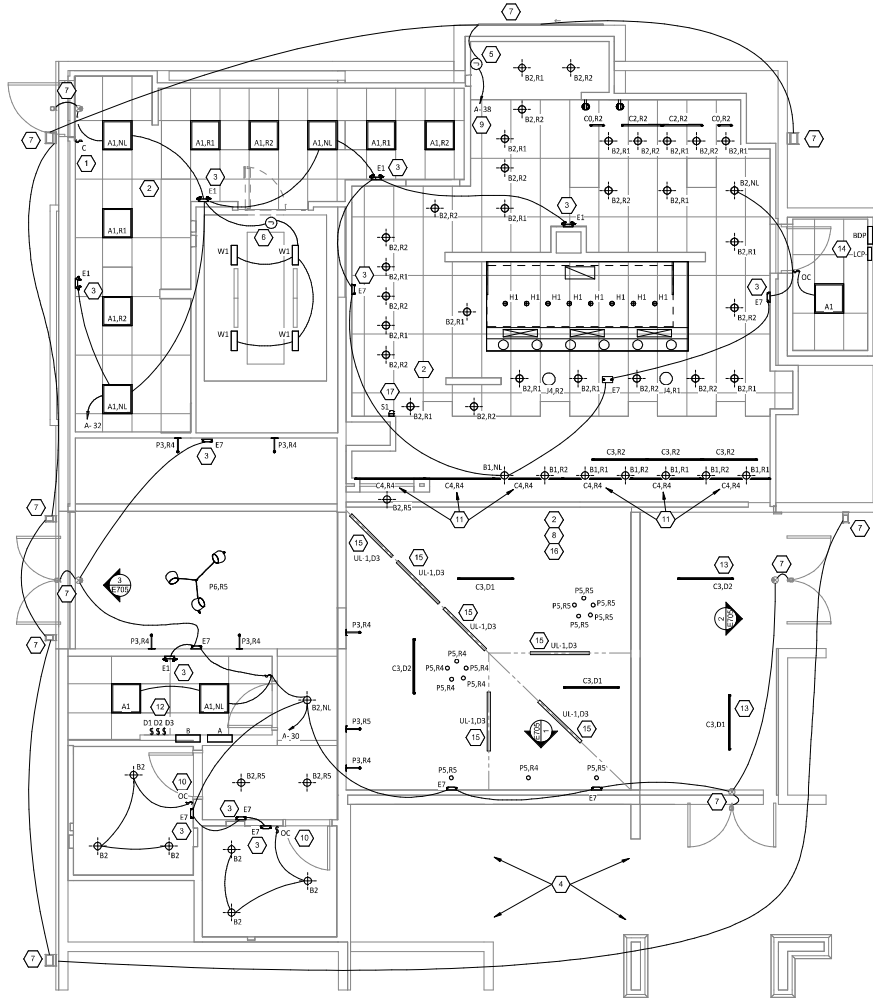 7
5
J
B2,R1 B2,R2
A-38
7
7
9
B2,R2
C0,R2 C2,R2 C2,R2 C0,R2
7
C
1
A1,NL A1,R1 A1,R2 A1,NL A1,R1 A1,R2
B2,R1
B2,R1 B2,R2 B2,R1 B2,R2 B2,R1
3
3
E1
B2,R2
2
E1
B2,R2 B2,R2 B2,NL
3
E1
B2,R2 B2,R1
A1,R1
J
6
W1 W1
B2,R1
B2,R1
BDP
14
LCP
B2,R2
E1
3
3
E7
OC
3
E7
H1 H1 H1 H1 H1 H1 H1
B2,R2
B2,R1
B2,R2
A1
A1,R2
B2,R1
W1 W1
B2,R2
2
B2,R1 J4,R2 B2,R1 E7 B2,R2 J4,R1 B2,R2 B2,R1
17
S1
B2,R1 B2,R2
A1,NL
A-32
P3,R4 E7 P3,R4
3
C3,R2 C3,R2 C3,R2
B1,NL B1,R2 B1,R1 B1,R2 B1,R1 B1,R2 B1,R1
C4,R4 C4,R4 C4,R4 C4,R4 C4,R4 C4,R4
B2,R5
11 11
7
2
8
16
7
15
UL-1,D3
15
UL-1,D3
13
C3,D2
7
C3,D1
3
E705
P6,R5
7
P5,R5
P5,R5 P5,R5
P5,R5 P5,R5
15
UL-1,D3
2
E705
7
P3,R4 E7 P3,R4
P3,R4
15
UL-1,D3
E1
3
C3,D2
P5,R4
P5,R4 P5,R4
P5,R4 P5,R4
C3,D1
A1 A1,NL
12
D1 D2 D3
$$$
B A
B2,NL
A-30
UL-1,D3
15
UL-1,D3
15
E705
1
C3,D1
13
P3,R5
P3,R4
B2
10
OC
B2,R5 B2,R5
P5,R5 P5,R4 P5,R5
E7 E7
7
E7
3
3
E7
E7
3
OC
10
B2 B2
B2
B2
B2
4
7